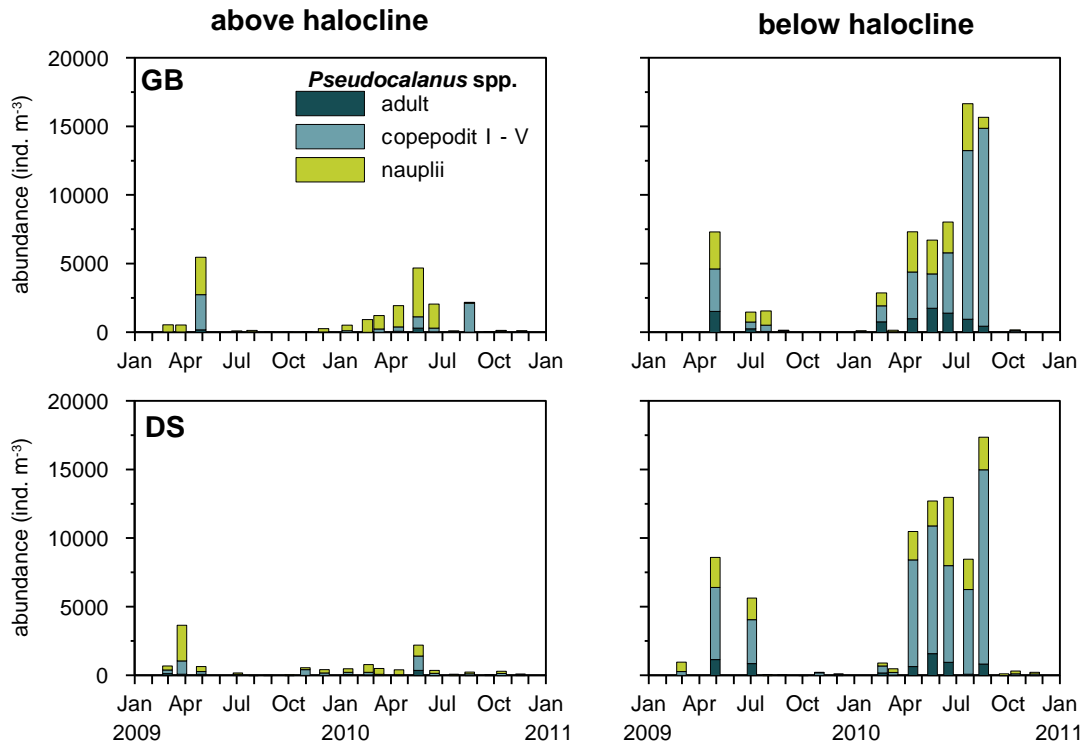 above halocline
below halocline
20000
15000
10000
5000
0
abundance (ind. m-3)
GB
Pseudocalanus spp.
adult
copepodit I - V
nauplii
Jan Apr Jul Oct Jan Apr Jul Oct Jan
Jan Apr Jul Oct Jan Apr Jul Oct Jan
20000
15000
10000
5000
0
abundance (ind. m-3)
DS
Jan Apr Jul Oct Jan Apr Jul Oct Jan
2009 2010 2011
Jan Apr Jul Oct Jan Apr Jul Oct Jan
2009 2010 2011